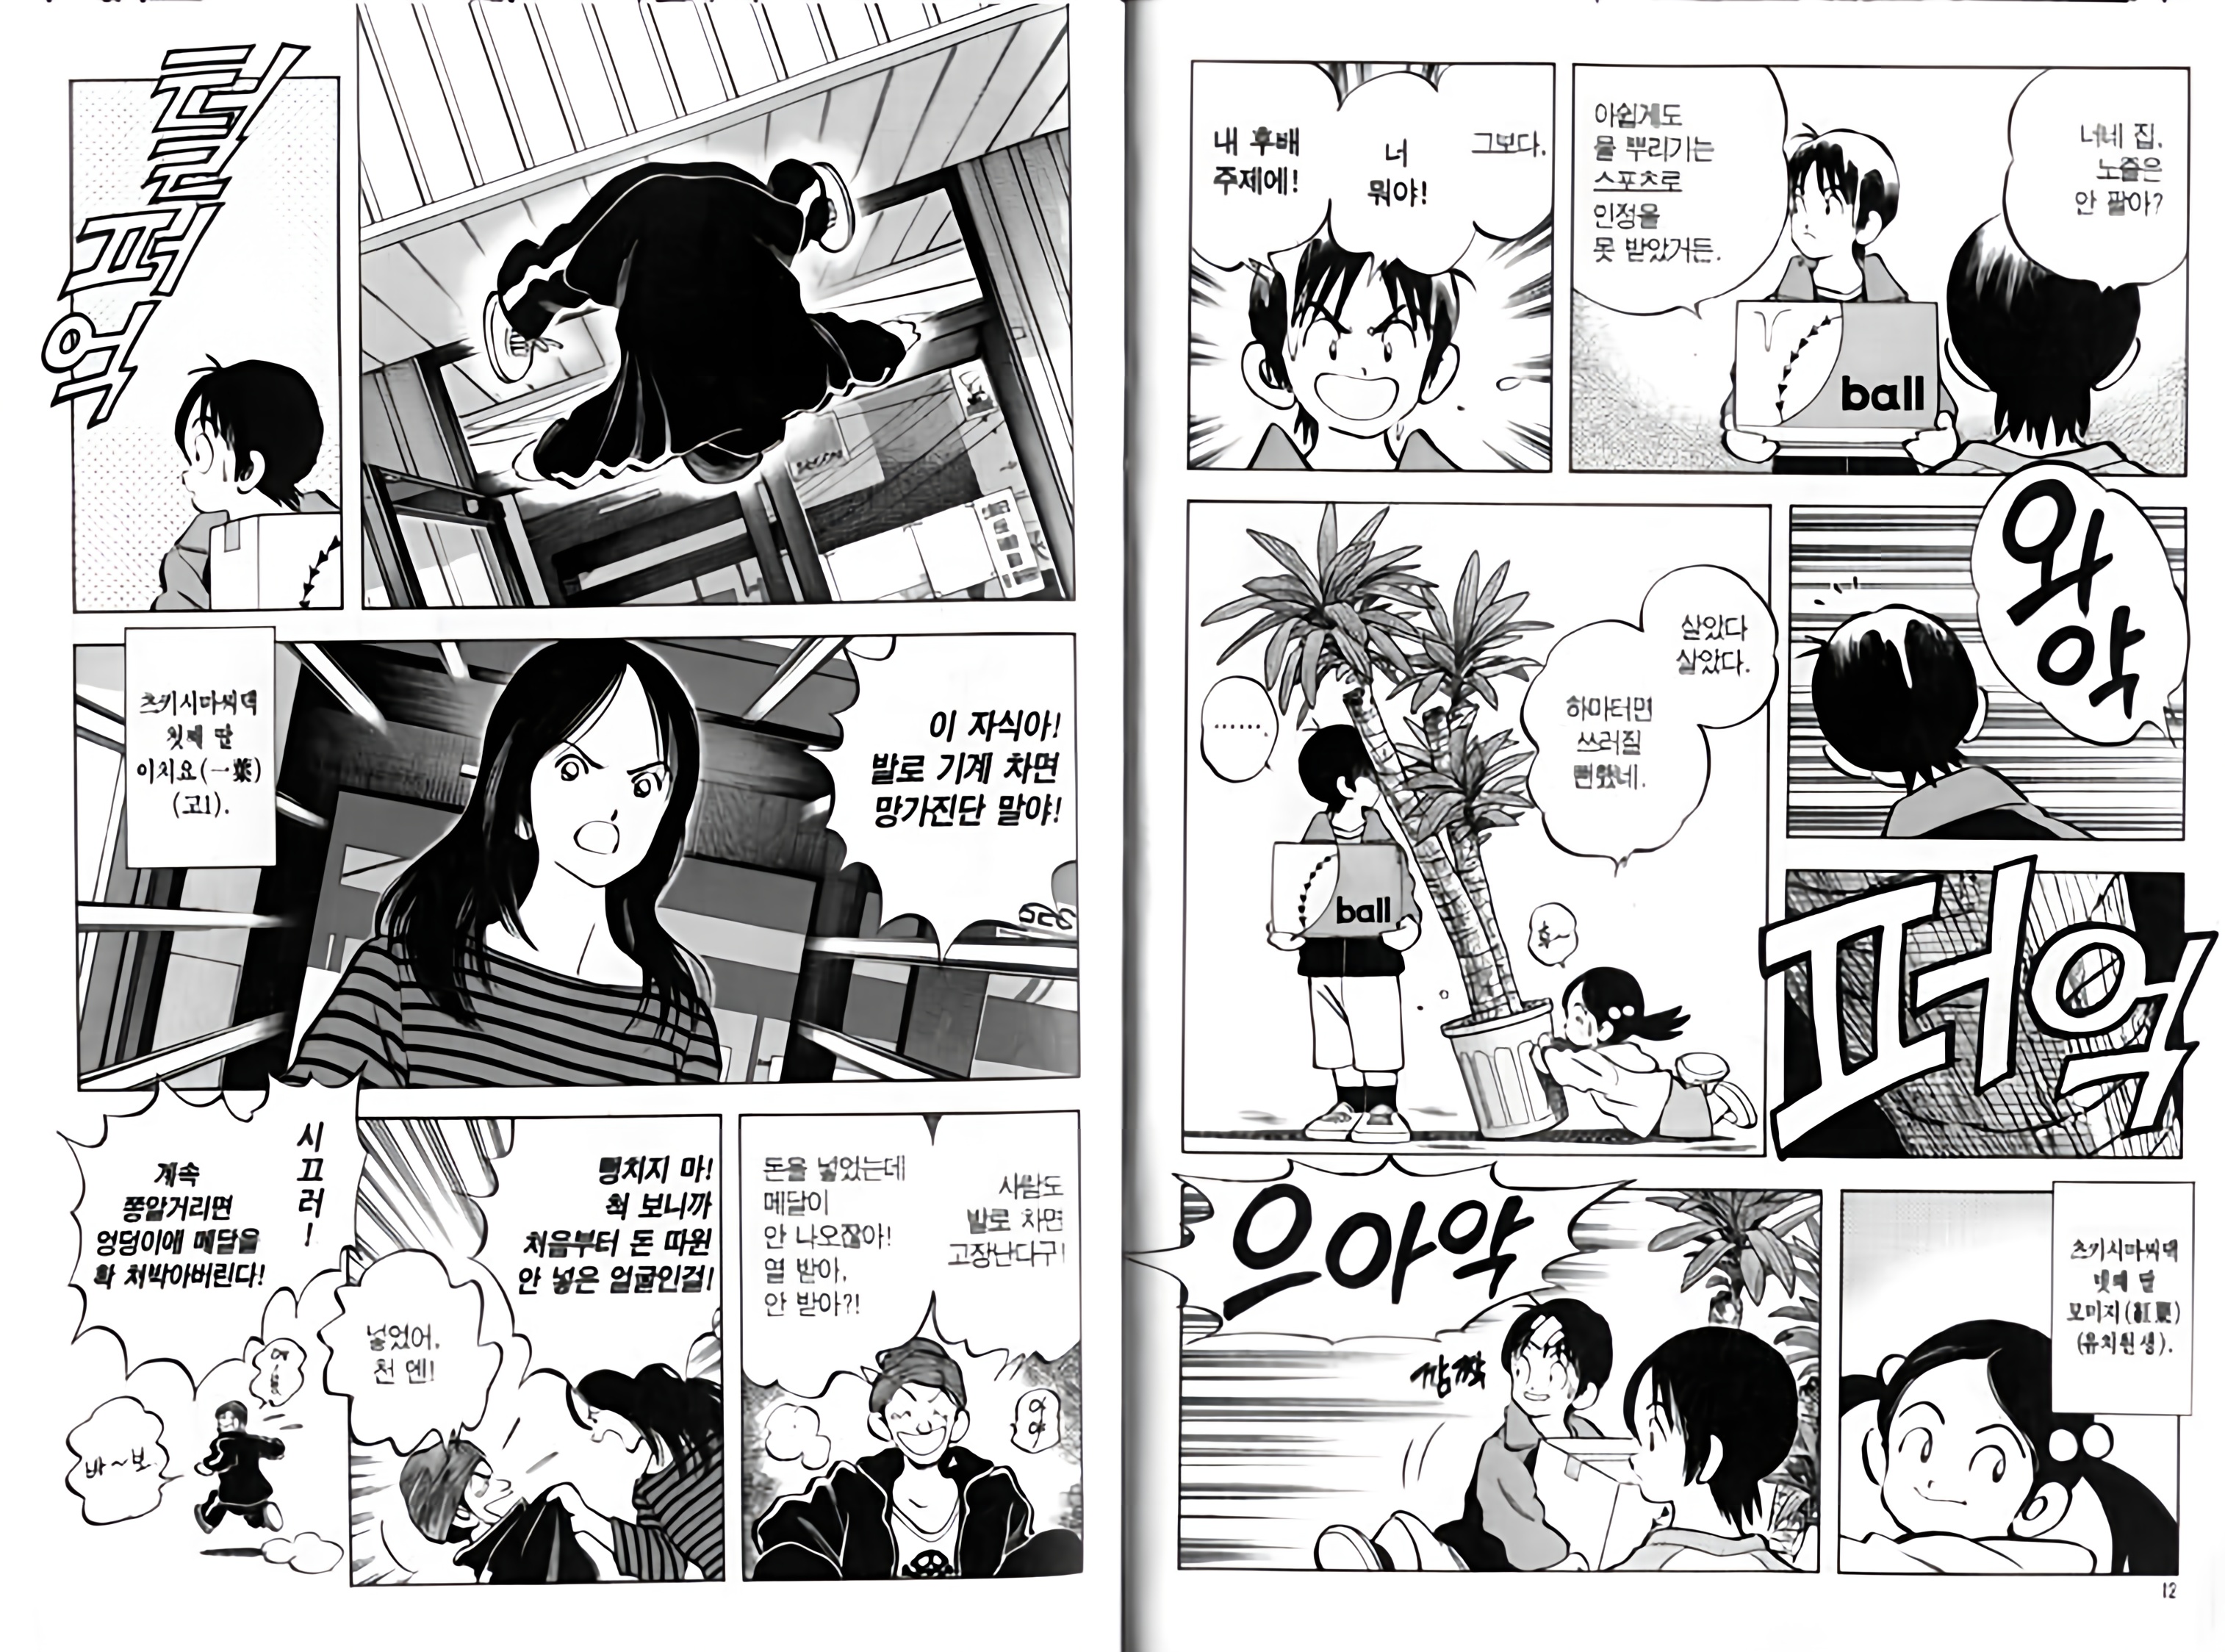 너네 집,
노즐은
안 팔아?
아쉽게도
물 뿌리기는
스포츠로
인정을
못 받았거든.
ball
그보다,
너
뭐야!
내 후배
주제에!
와
악
퍼억
살았다
살았다.
하마터면
쓰러질
뻔했네.
…….
휴~
ball
츠키시마씨댁
넷째 딸
모미지(紅葉)
(유치원생).
으아악
깜짝
12
털퍼억
이 자식아!
발로 기계 차면
망가진단 말야!
츠키시마씨댁
첫째 딸
이치요(一葉)
(고1).
사람도
발로 차면
고장난다구!
돈을 넣었는데
메달이
안 나오잖아!
열 받아,
안 받아?!
아
야
뻥치지 마!
척 보니까
처음부터 돈 따윈
안 넣은 얼굴인걸!
넣었어,
천 엔!
시끄러!
계속
쫑알거리면
엉덩이에 메달을
확 처박아버린다!
바~보